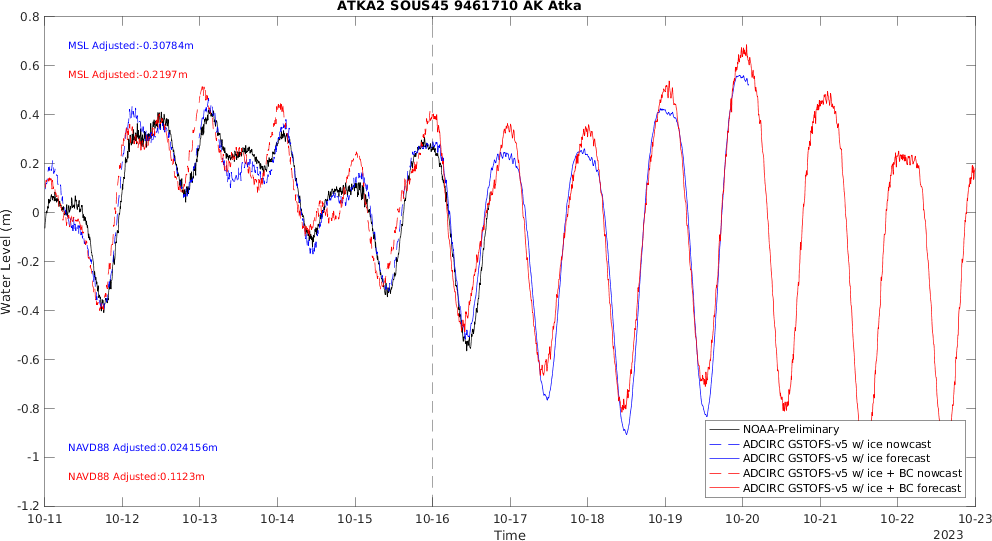 ATKA2 SOUS45 9461710 AK Atka
0.8
0.6
0.4
0.2
0
-0.2
-0.4
-0.6
-0.8
-1
-1.2
Water Level (m)
MSL Adjusted:-0.30784m
MSL Adjusted:-0.2197m
NAVD88 Adjusted:0.024156m
NAVD88 Adjusted:0.1123m
NOAA-Preliminary
ADCIRC GSTOFS-v5 w/ ice nowcast
ADCIRC GSTOFS-v5 w/ ice forecast
ADCIRC GSTOFS-v5 w/ ice + BC nowcast
ADCIRC GSTOFS-v5 w/ ice + BC forecast
10-11 10-12 10-13 10-14 10-15 10-16 10-17 10-18 10-19 10-20 10-21 10-22 10-23
Time
2023